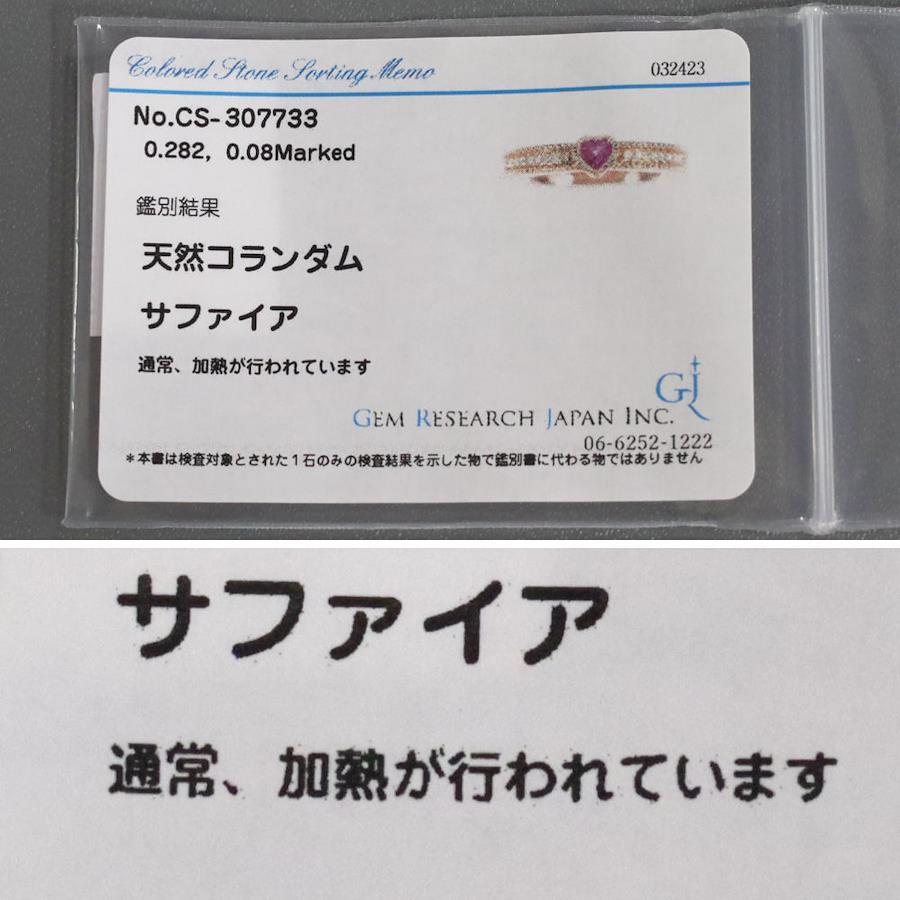 Colored Stone Sorting Memo
032423
No.CS-307733
0.282, 0.08Marked
鑑別結果
天然コランダム
サファイア
通常、加熱が行われています
GJ
GEM RESEARCH JAPAN INC.
06-6252-1222
*本書は検査対象とされた1石のみの検査結果を示した物で鑑別書に代わる物ではありません
サファイア
通常、加熱が行われています